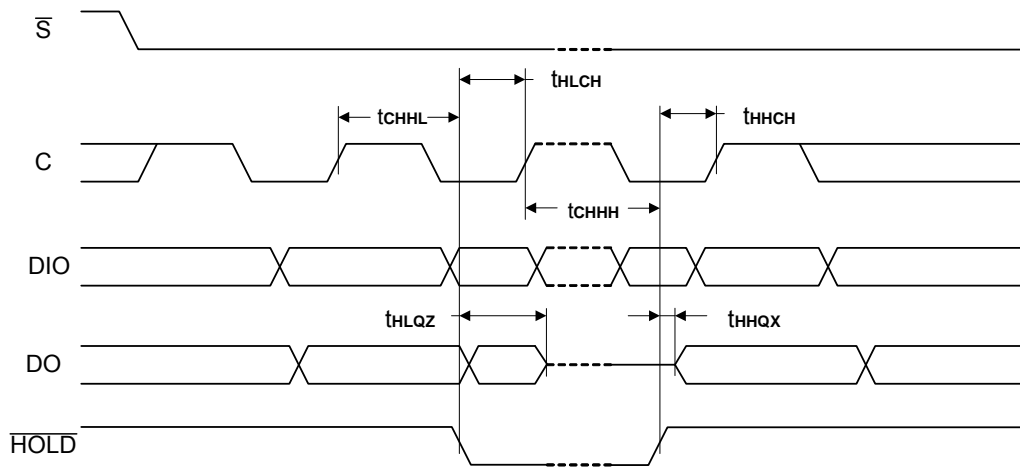 S
tHLCH
tCHHL
tHHCH
C
tCHHH
DIO
tHLQZ
tHHQX
DO
HOLD